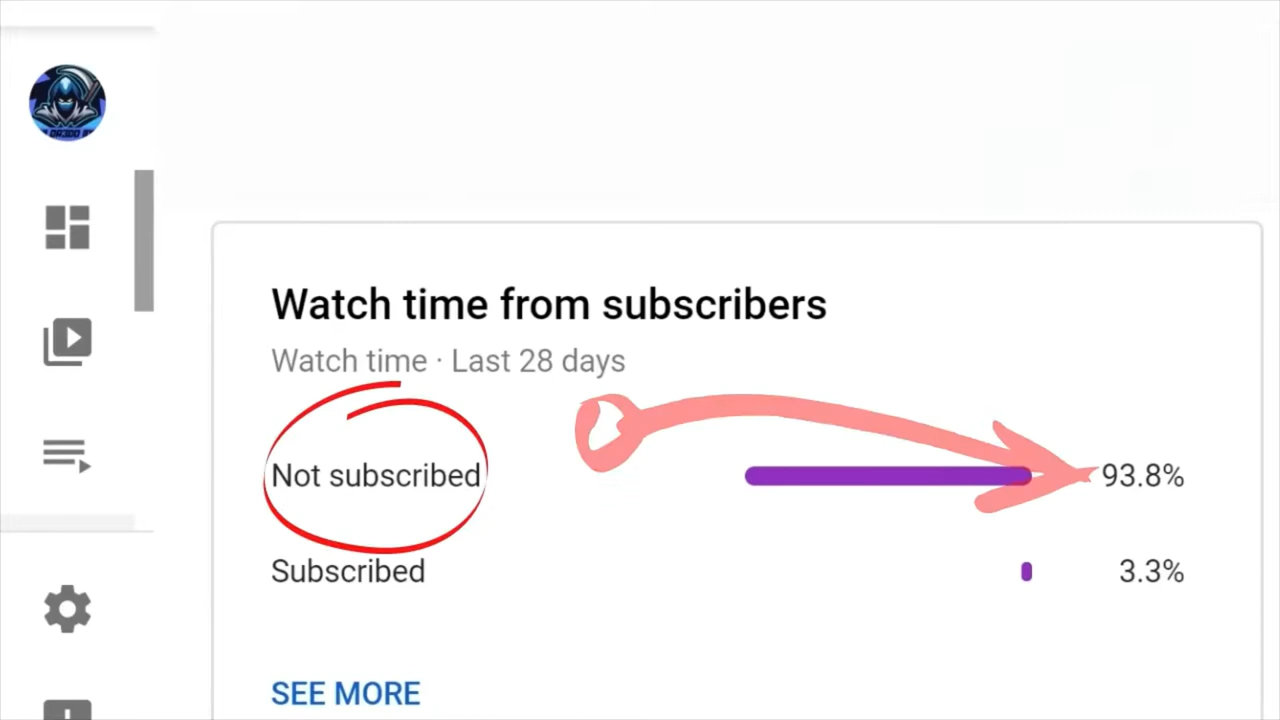 Watch time from subscribers
Watch time · Last 28 days
Not subscribed 93.8%
Subscribed 3.3%
SEE MORE